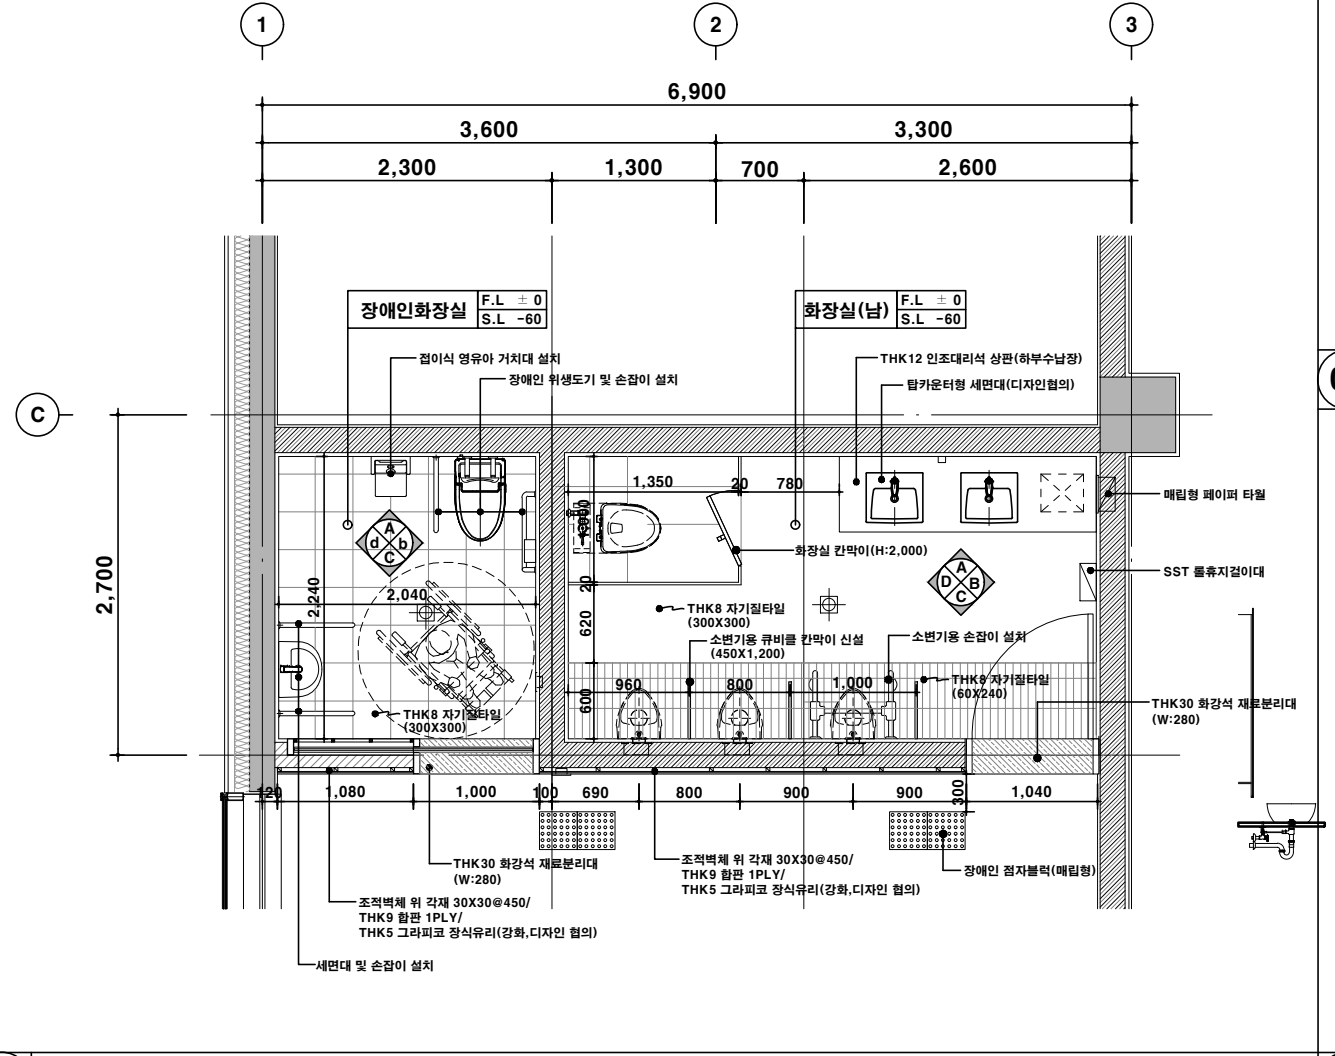 1
2
3
6,900
3,600
3,300
2,300
1,300
700
2,600
장애인화장실
F.L ± 0
S.L -60
화장실(남)
F.L ± 0
S.L -60
접이식 영유아 거치대 설치
장애인 위생도기 및 손잡이 설치
THK12 인조대리석 상판(하부수납장)
탑카운터형 세면대(디자인협의)
C
1,350
20
780
매립형 페이퍼 타월
A
d
b
C
화장실 칸막이(H:2,000)
A
D
B
C
SST 롤휴지걸이대
2,700
2,240
2,040
20
620
THK8 자기질타일
(300X300)
소변기용 큐비클 칸막이 신설
(450X1,200)
소변기용 손잡이 설치
600
960
800
1,000
THK8 자기질타일
(60X240)
THK8 자기질타일
(300X300)
THK30 화강석 재료분리대
(W:280)
120
1,080
1,000
100
690
800
900
900
300
1,040
THK30 화강석 재료분리대
(W:280)
조적벽체 위 각재 30X30@450/
THK9 합판 1PLY/
THK5 그라피코 장식유리(강화,디자인 협의)
장애인 점자블럭(매립형)
조적벽체 위 각재 30X30@450/
THK9 합판 1PLY/
THK5 그라피코 장식유리(강화,디자인 협의)
세면대 및 손잡이 설치